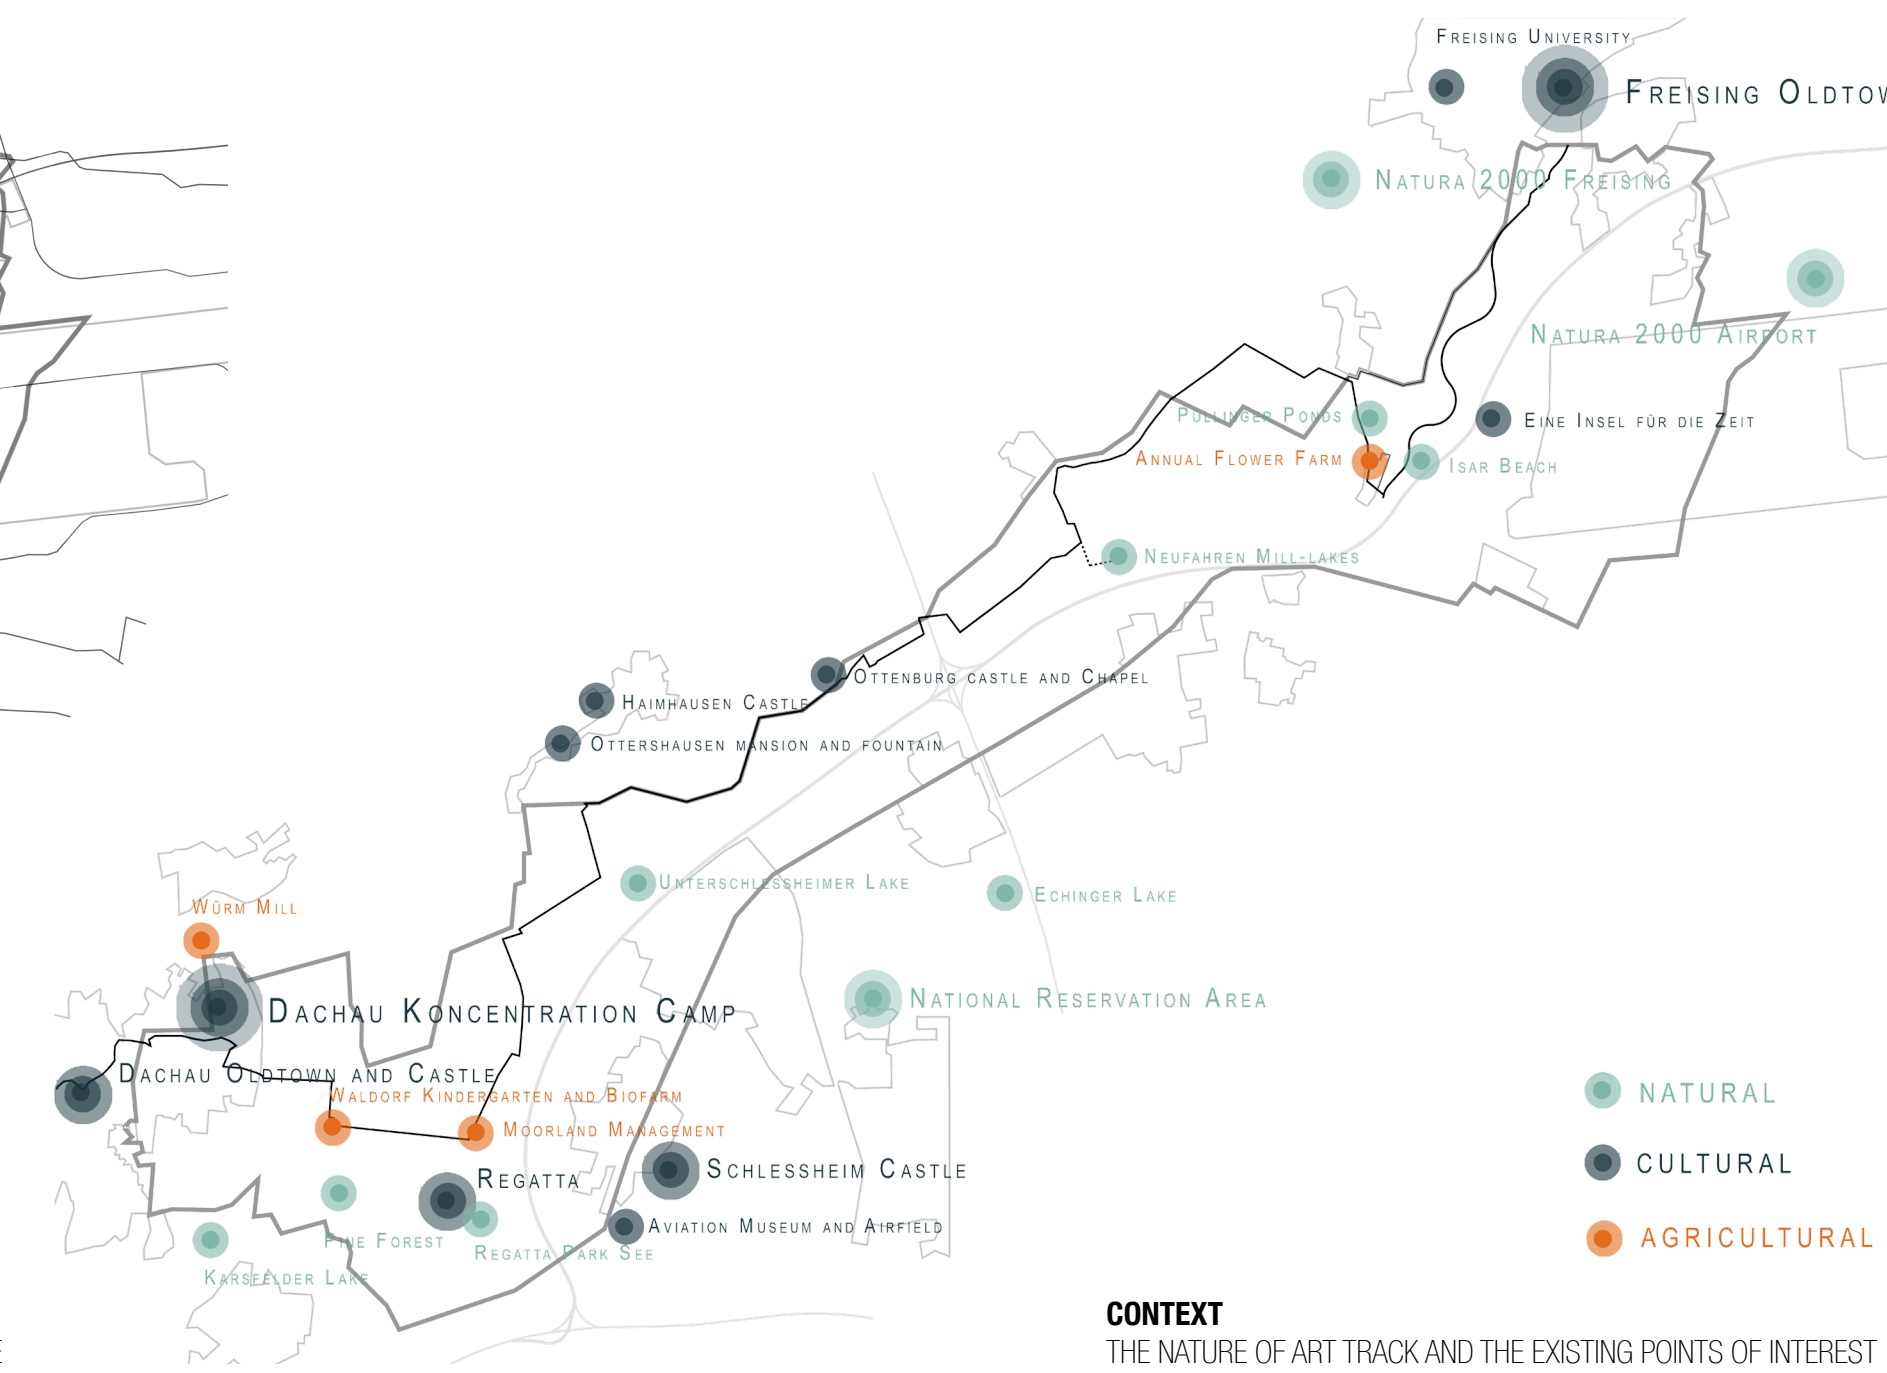 Freising University
Freising Oldtow
Natura 2000 Freising
Natura 2000 Airport
Pullinger Ponds
Eine Insel für die Zeit
Annual Flower Farm
Isar Beach
Neufahren Mill-lakes
Ottenburg castle and Chapel
Haimhausen Castle
Ottershausen mansion and fountain
Unterschlessheimer Lake
Echinger Lake
Würm Mill
National Reservation Area
Dachau Koncentration Camp
Dachau Oldtown and Castle
Waldorf Kindergarten and Biofarm
Moorland Management
Schlessheim Castle
Regatta
Aviation Museum and Airfield
Pine Forest
Regatta Park See
Karsfelder Lake
NATURAL
CULTURAL
AGRICULTURAL
CONTEXT
THE NATURE OF ART TRACK AND THE EXISTING POINTS OF INTEREST